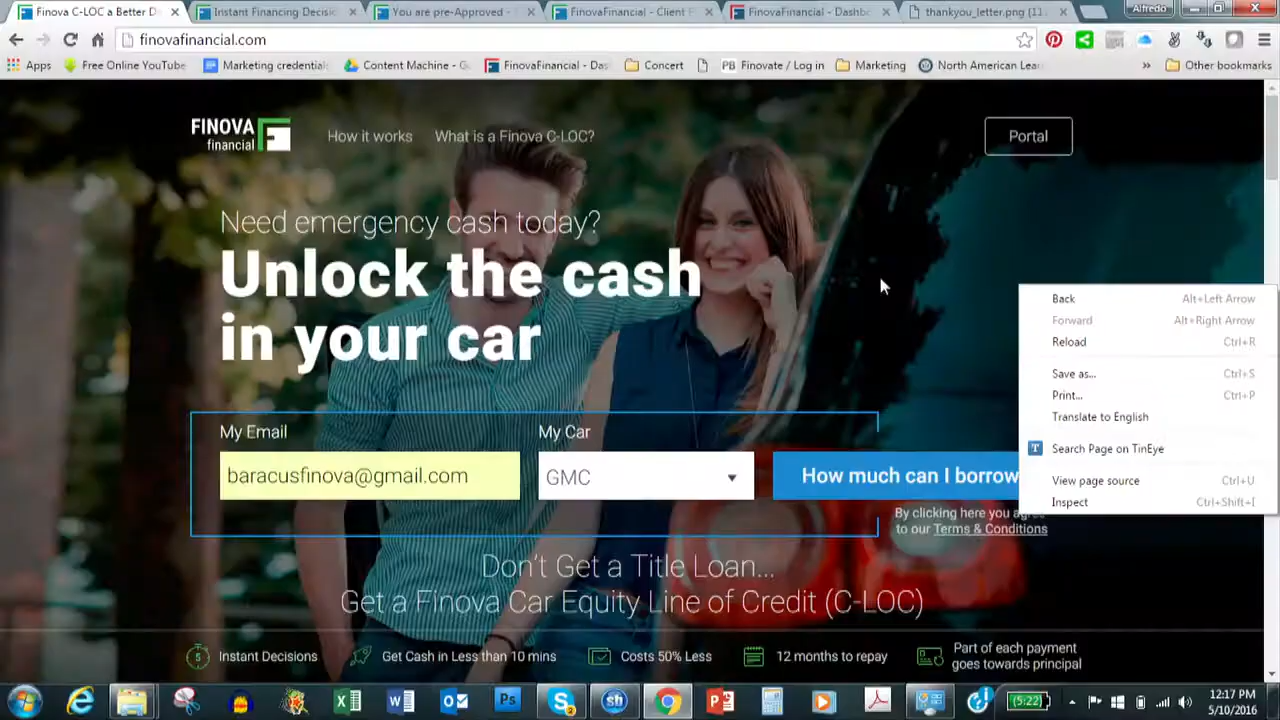 Finova C-LOC a Better D
Instant Financing Decisio
You are pre-Approved -
FinovaFinancial - Client F
FinovaFinancial - Dashbo
thankyou_letter.png (11
Alfredo
finovafinancial.com
Apps
Free Online YouTube
Marketing credential
Content Machine - G
FinovaFinancial - Das
Concert
PB Finovate / Log in
Marketing
North American Lea
» Other bookmarks
FINOVA
financial
How it works
What is a Finova C-LOC?
Portal
Need emergency cash today?
Unlock the cash
in your car
Back Alt+Left Arrow
Forward Alt+Right Arrow
Reload Ctrl+R
Save as... Ctrl+S
Print... Ctrl+P
Translate to English
Search Page on TinEye
View page source Ctrl+U
Inspect Ctrl+Shift+I
My Email
My Car
baracusfinova@gmail.com
GMC
How much can I borrow
By clicking here you agree
to our Terms & Conditions
Don't Get a Title Loan...
Get a Finova Car Equity Line of Credit (C-LOC)
5 Instant Decisions
Get Cash in Less than 10 mins
Costs 50% Less
12 months to repay
Part of each payment
goes towards principal
Ps
sb
(5:22)
12:17 PM
5/10/2016